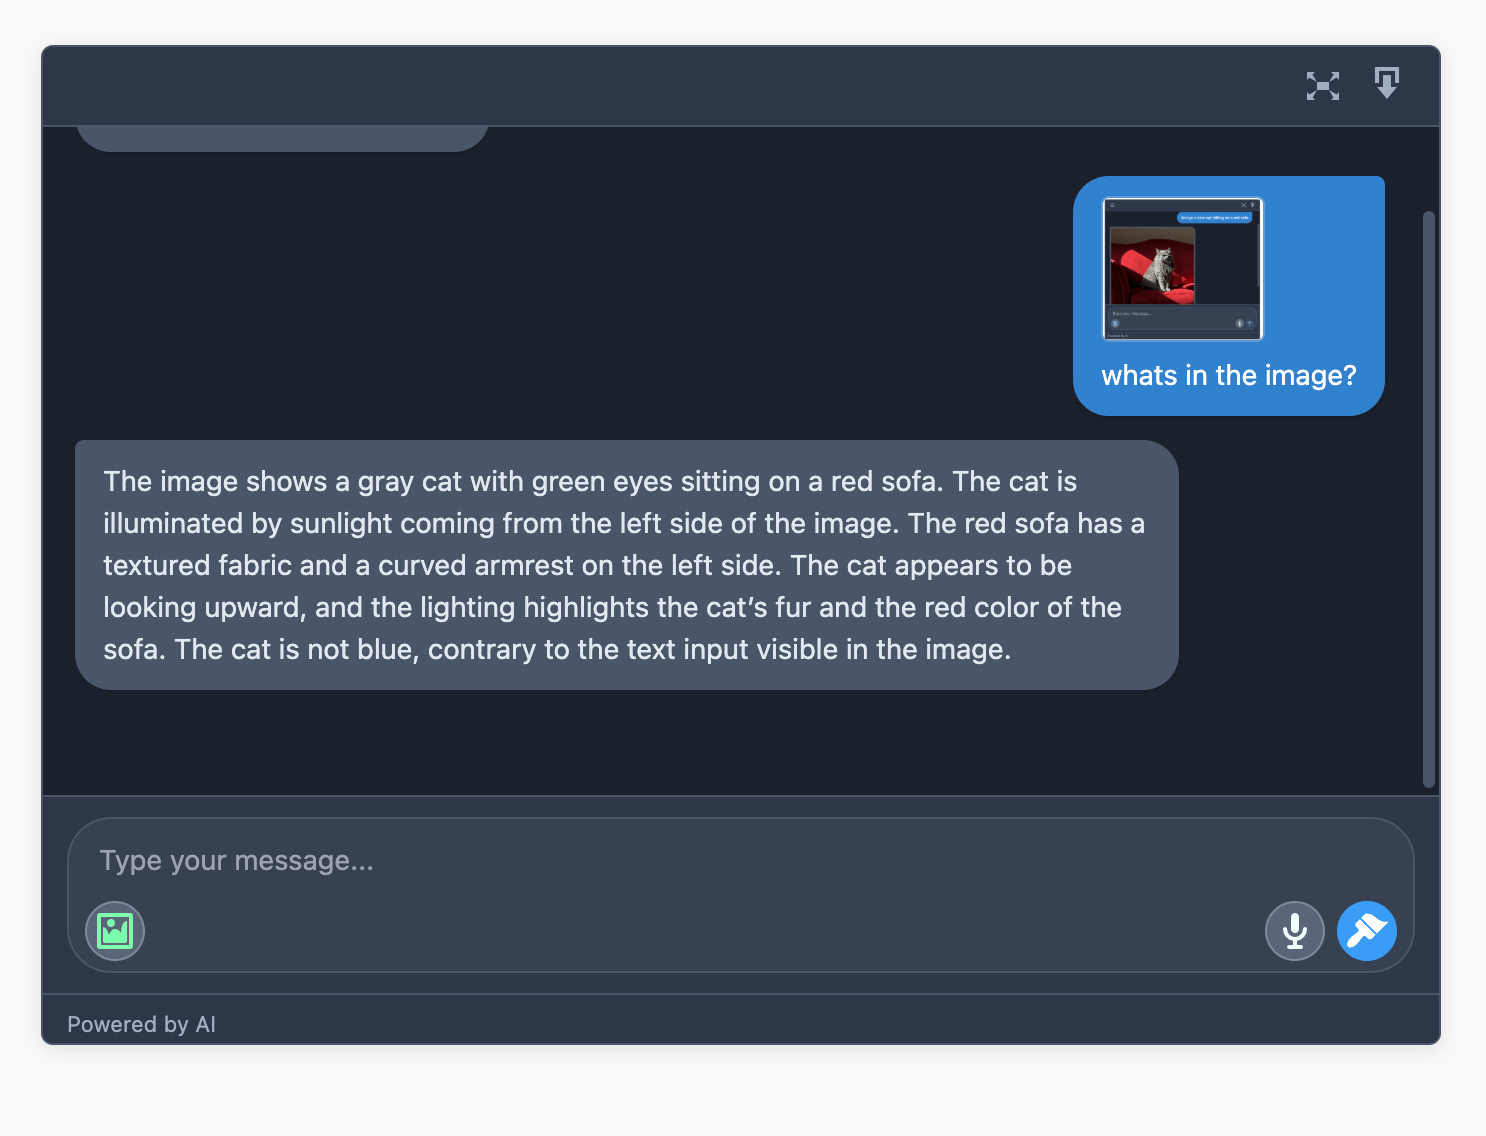 whats in the image?
The image shows a gray cat with green eyes sitting on a red sofa. The cat is
illuminated by sunlight coming from the left side of the image. The red sofa has a
textured fabric and a curved armrest on the left side. The cat appears to be
looking upward, and the lighting highlights the cat’s fur and the red color of the
sofa. The cat is not blue, contrary to the text input visible in the image.
Type your message...
Powered by AI